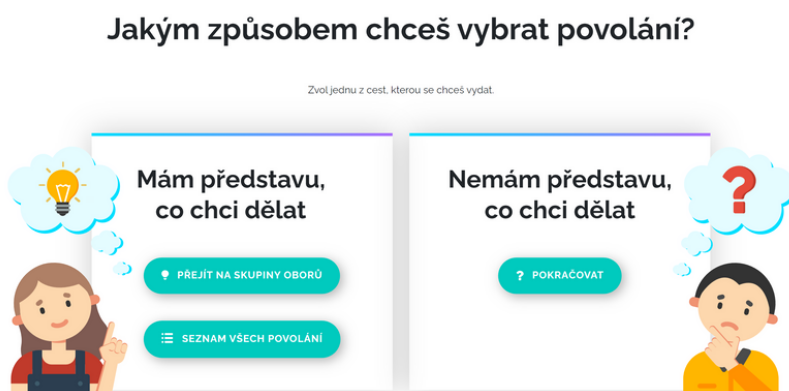 Jakým způsobem chceš vybrat povolání?
Zvol jednu z cest, kterou se chceš vydat.
Mám představu,
co chci dělat
PŘEJÍT NA SKUPINY OBORŮ
SEZNAM VŠECH POVOLÁNÍ
Nemám představu,
co chci dělat
? POKRAČOVAT
?